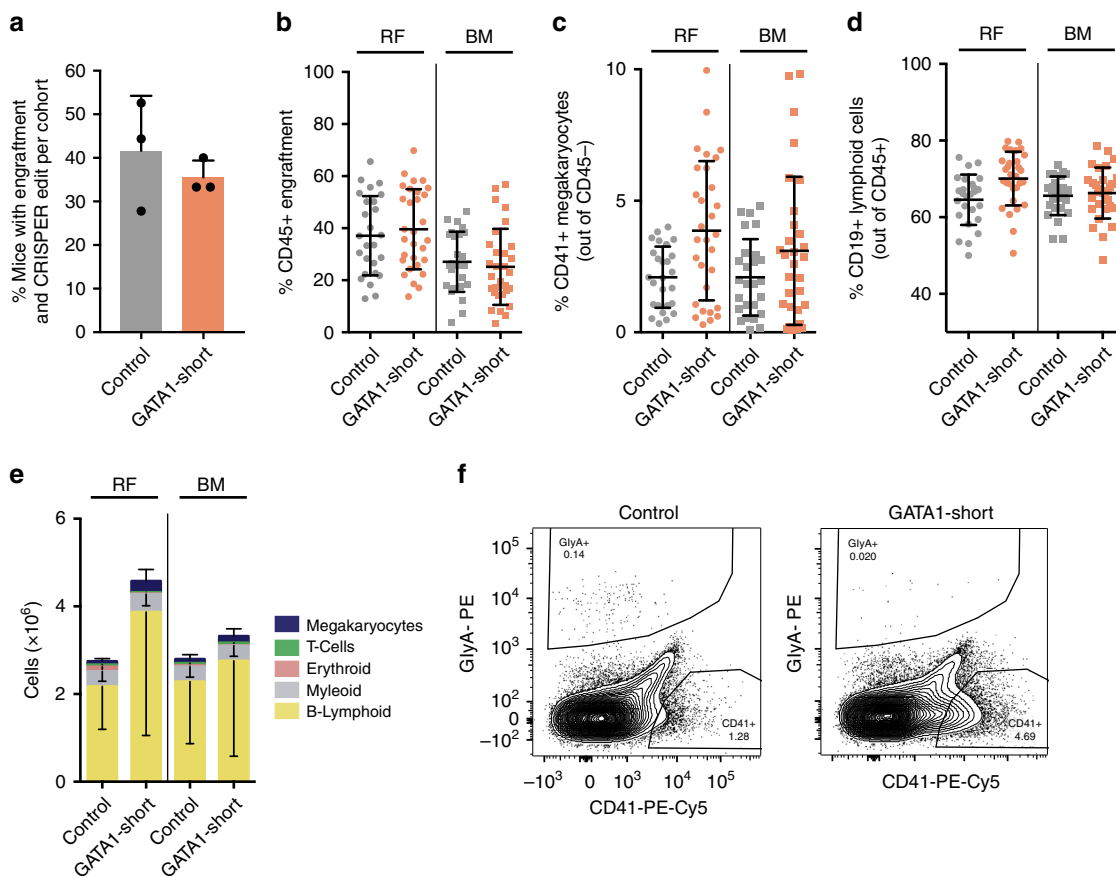 a
% Mice with engraftment
and CRISPER edit per cohort
60
50
40
30
20
10
0
Control
GATA1-short
b
RF
BM
% CD45+ engraftment
100
80
60
40
20
0
Control
GATA1-short
Control
GATA1-short
c
RF
BM
% CD41+ megakaryocytes
(out of CD45–)
10
5
0
Control
GATA1-short
Control
GATA1-short
d
RF
BM
% CD19+ lymphoid cells
(out of CD45+)
100
80
60
40
Control
GATA1-short
Control
GATA1-short
e
RF
BM
Cells (×10⁶)
6
4
2
0
Control
GATA1-short
Control
GATA1-short
Megakaryocytes
T-Cells
Erythroid
Myleoid
B-Lymphoid
f
Control
GlyA- PE
10⁵
10⁴
10³
10²
0
−10²
GlyA+
0.14
CD41+
1.28
−10³
0
10³
10⁴
10⁵
CD41-PE-Cy5
GATA1-short
GlyA- PE
GlyA+
0.020
CD41+
4.69
CD41-PE-Cy5